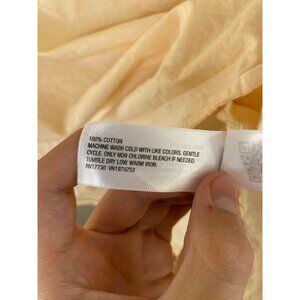 100% COTTON
MACHINE WASH COLD WITH LIKE COLORS. GENTLE
CYCLE. ONLY NON CHLORINE BLEACH IF NEEDED.
TUMBLE DRY LOW. WARM IRON.
RN17730 VN1979753